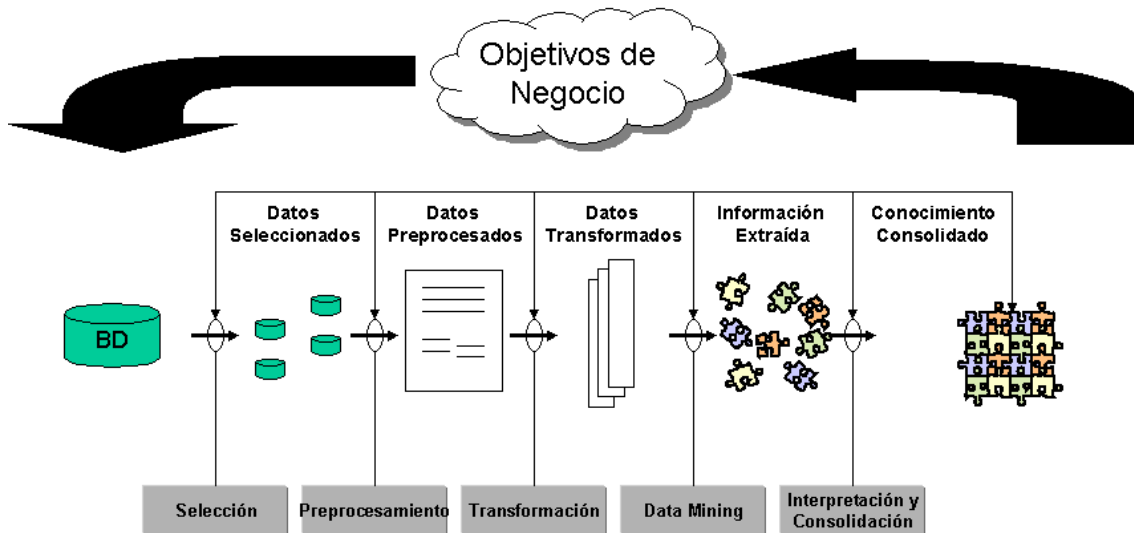 Objetivos de
Negocio
Datos
Seleccionados
Datos
Preprocesados
Datos
Transformados
Información
Extraída
Conocimiento
Consolidado
BD
Selección
Preprocesamiento
Transformación
Data Mining
Interpretación y
Consolidación